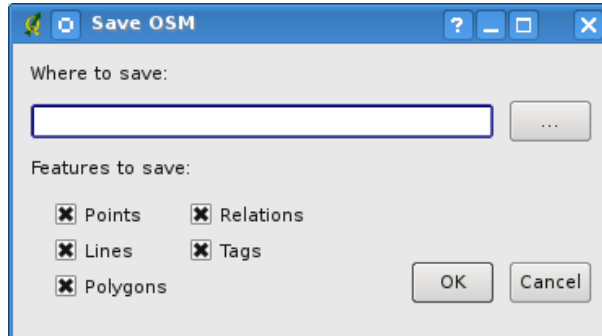 Save OSM
?
Where to save:
...
Features to save:
Points
Relations
Lines
Tags
Polygons
OK
Cancel